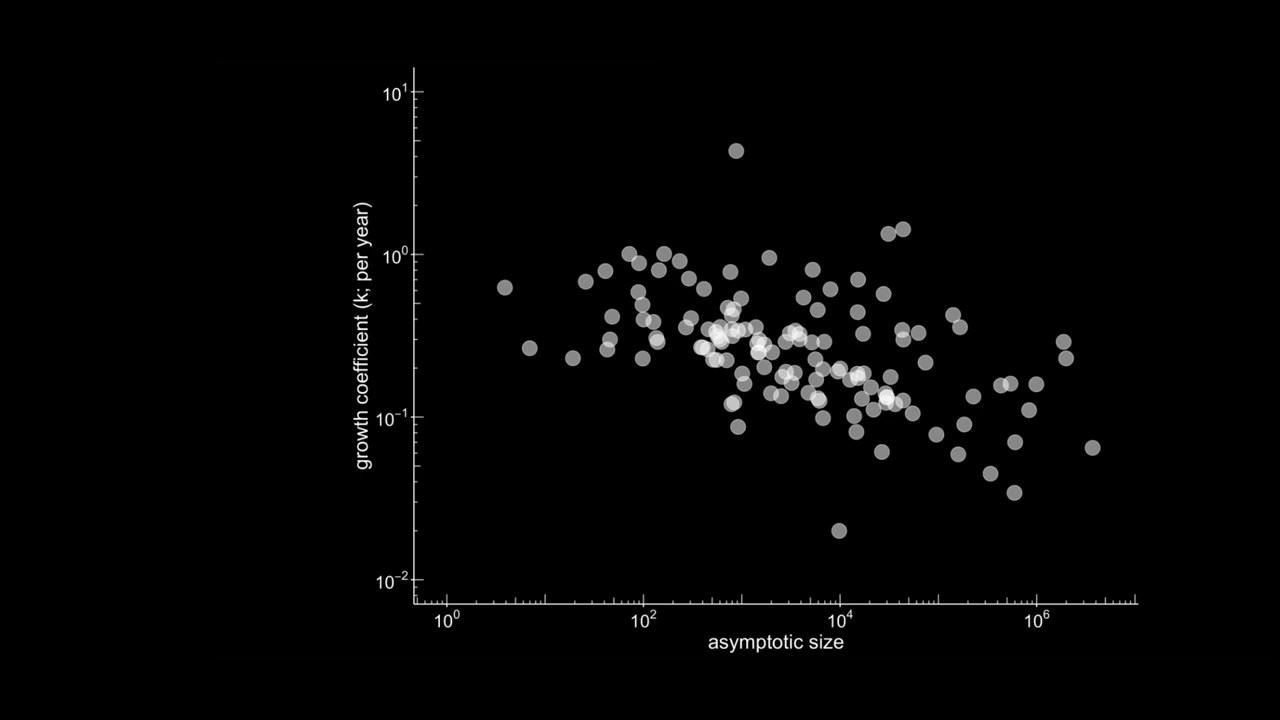 growth coefficient (k; per year)
10¹
10⁰
10⁻¹
10⁻²
10⁰ 10² 10⁴ 10⁶
asymptotic size